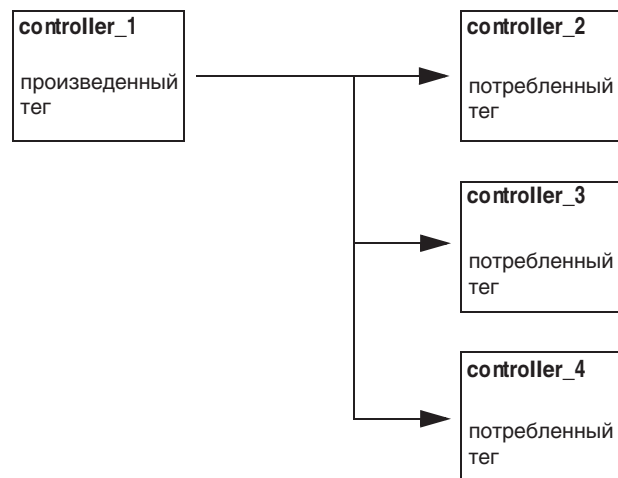 controller_1
произведенный
тег
controller_2
потребленный
тег
controller_3
потребленный
тег
controller_4
потребленный
тег